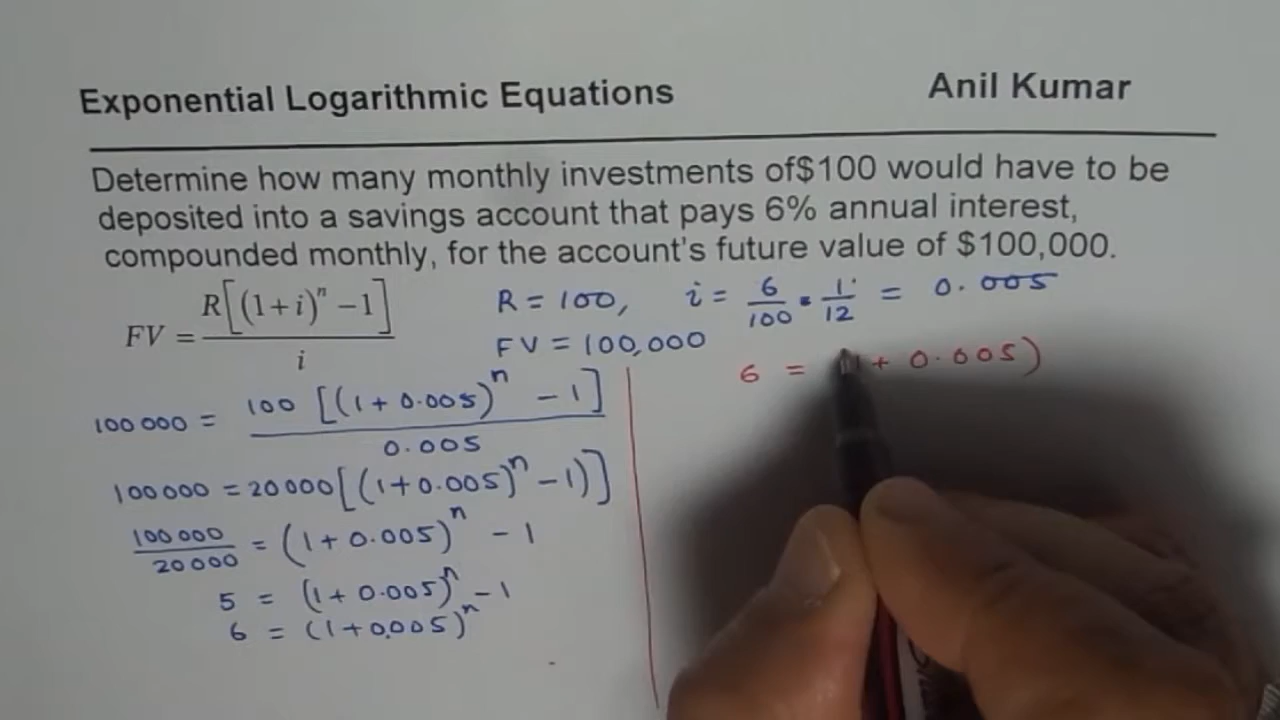 Exponential Logarithmic Equations Anil Kumar
Determine how many monthly investments of$100 would have to be
deposited into a savings account that pays 6% annual interest,
compounded monthly, for the account's future value of $100,000.
FV = R[(1+i)^n −1] / i
R = 100, i = 6/100 · 1/12 = 0.005
FV = 100,000
100 000 = 100 [(1+0.005)^n − 1] / 0.005
100 000 = 20 000[(1+0.005)^n − 1)]
100 000 / 20 000 = (1+0.005)^n − 1
5 = (1+0.005)^n − 1
6 = (1+0.005)^n
6 = + 0.005)